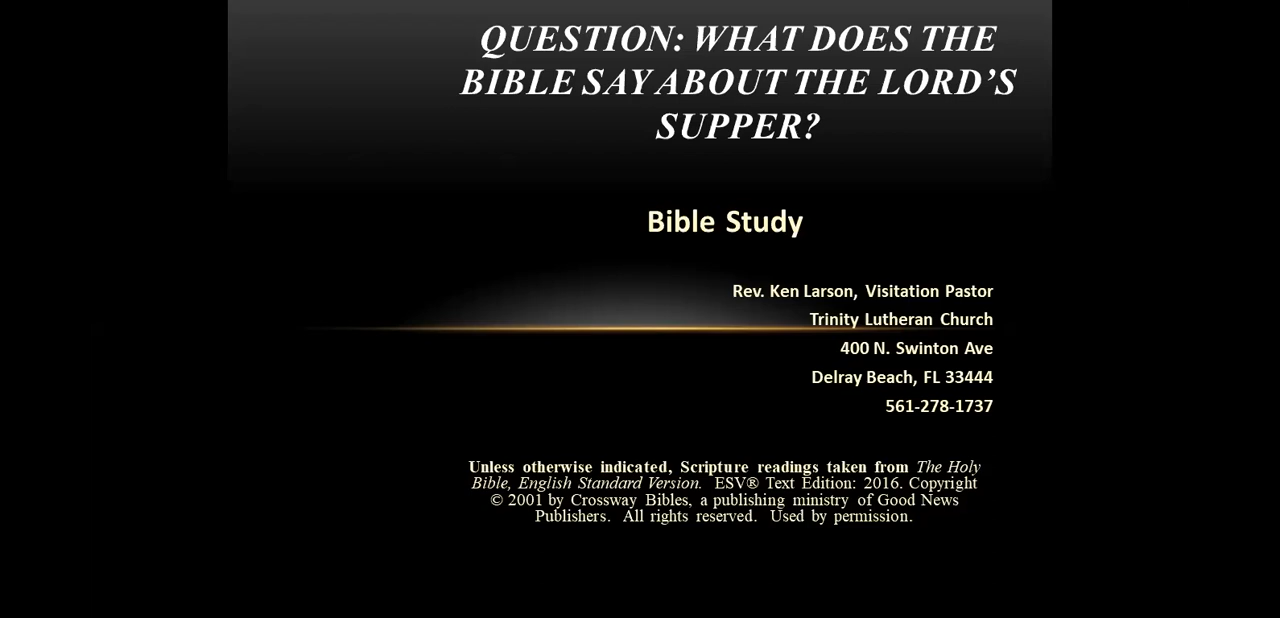 QUESTION: WHAT DOES THE
BIBLE SAY ABOUT THE LORD’S
SUPPER?
Bible Study
Rev. Ken Larson, Visitation Pastor
Trinity Lutheran Church
400 N. Swinton Ave
Delray Beach, FL 33444
561-278-1737
Unless otherwise indicated, Scripture readings taken from The Holy
Bible, English Standard Version. ESV® Text Edition: 2016. Copyright
© 2001 by Crossway Bibles, a publishing ministry of Good News
Publishers. All rights reserved. Used by permission.